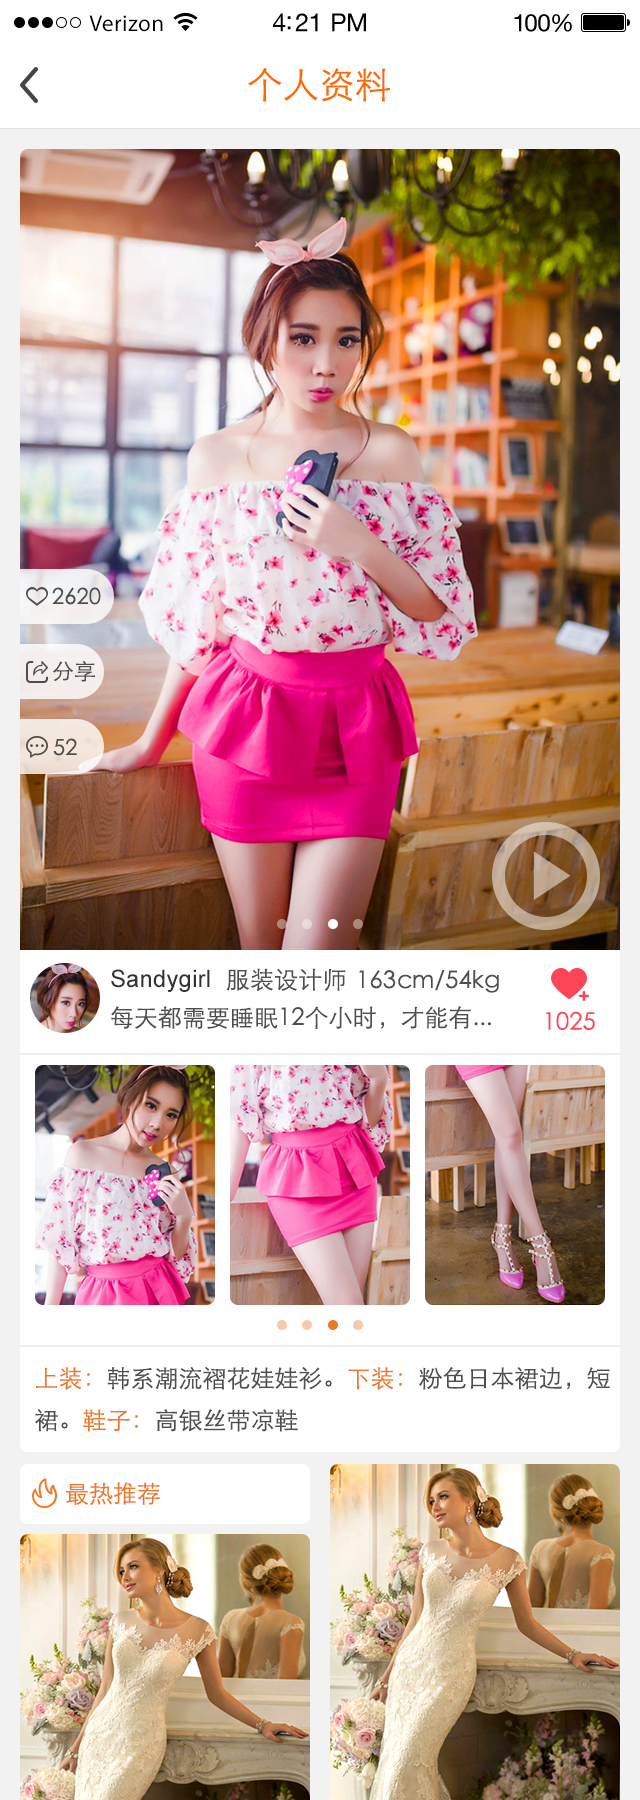 Verizon 4:21 PM 100%
个人资料
2620
分享
52
Sandygirl 服装设计师 163cm/54kg
每天都需要睡眠12个小时，才能有...
1025
上装：韩系潮流褶花娃娃衫。下装：粉色日本裙边，短
裙。鞋子：高银丝带凉鞋
最热推荐